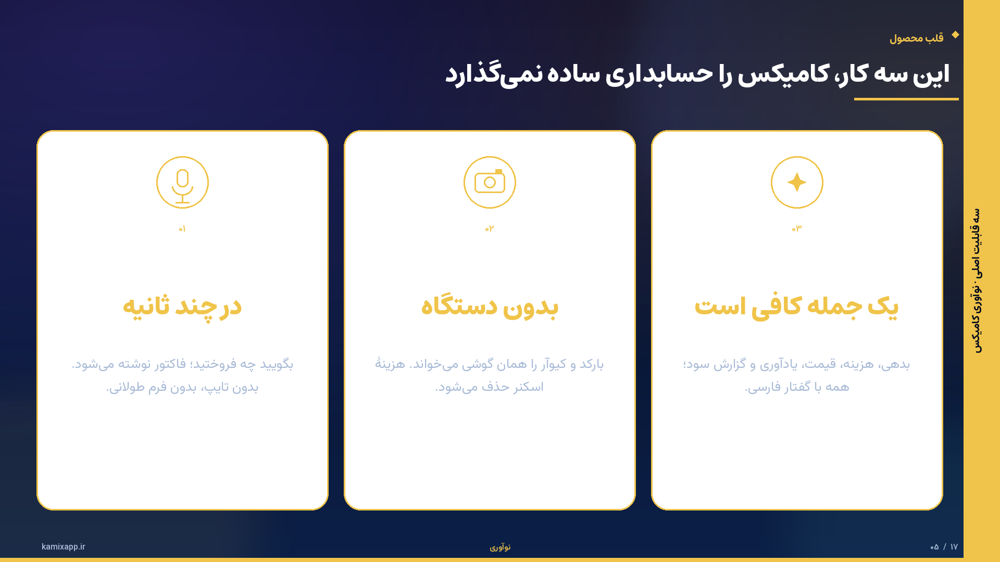 قلب محصول
این سه کار، کامیکس را حسابداری ساده نمی‌گذارد
۰۳
یک جمله کافی است
بدهی، هزینه، قیمت، یادآوری و گزارش سود؛
همه با گفتار فارسی.
۰۲
بدون دستگاه
بارکد و کیوآر را همان گوشی می‌خواند. هزینهٔ
اسکنر حذف می‌شود.
۰۱
در چند ثانیه
بگویید چه فروختید؛ فاکتور نوشته می‌شود.
بدون تایپ، بدون فرم طولانی.
سه قابلیت اصلی · نوآوری کامیکس
۰۵ / ۱۷
نوآوری
kamixapp.ir